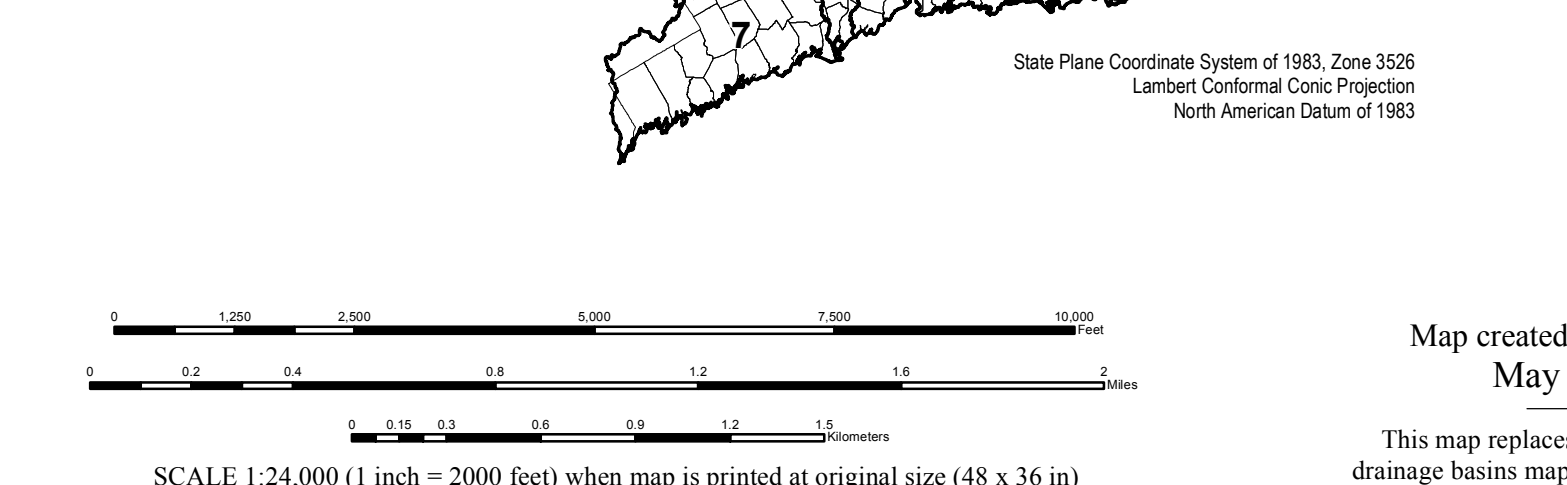 7
State Plane Coordinate System of 1983, Zone 3526
Lambert Conformal Conic Projection
North American Datum of 1983
0 1,250 2,500 5,000 7,500 10,000
Feet
0 0.2 0.4 0.8 1.2 1.6 2
Miles
0 0.15 0.3 0.6 0.9 1.2 1.5
Kilometers
SCALE 1:24,000 (1 inch = 2000 feet) when map is printed at original size (48 x 36 in)
Map created
May
This map replaces
drainage basins map